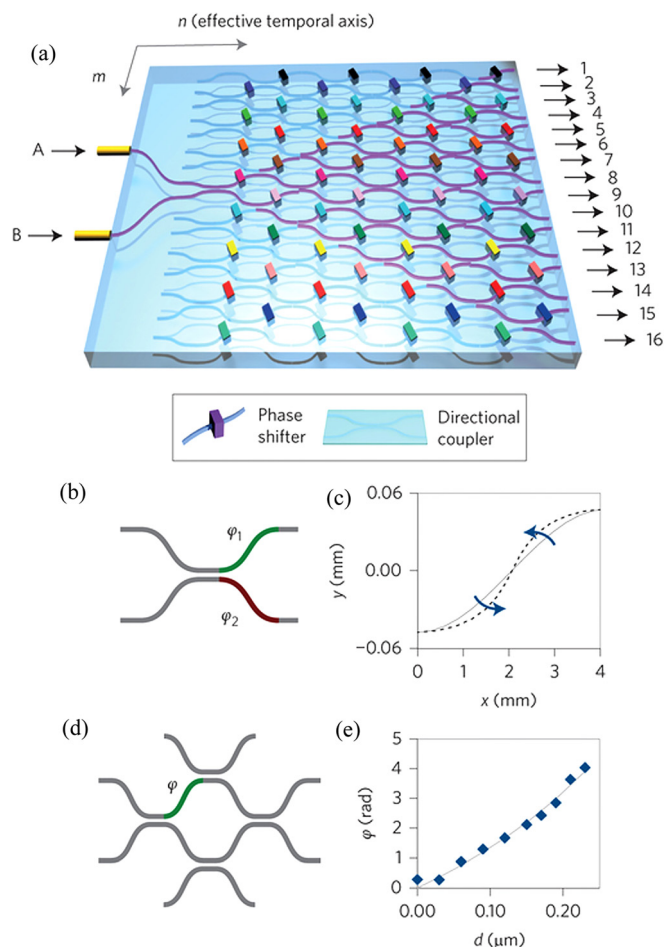 n (effective temporal axis)
(a)
m
A
B
1
2
3
4
5
6
7
8
9
10
11
12
13
14
15
16
Phase
shifter
Directional
coupler
(b)
φ1
φ2
(c)
0.06
0.00
−0.06
y (mm)
0 1 2 3 4
x (mm)
(d)
φ
(e)
5
4
3
2
1
0
φ (rad)
0.00 0.10 0.20
d (μm)